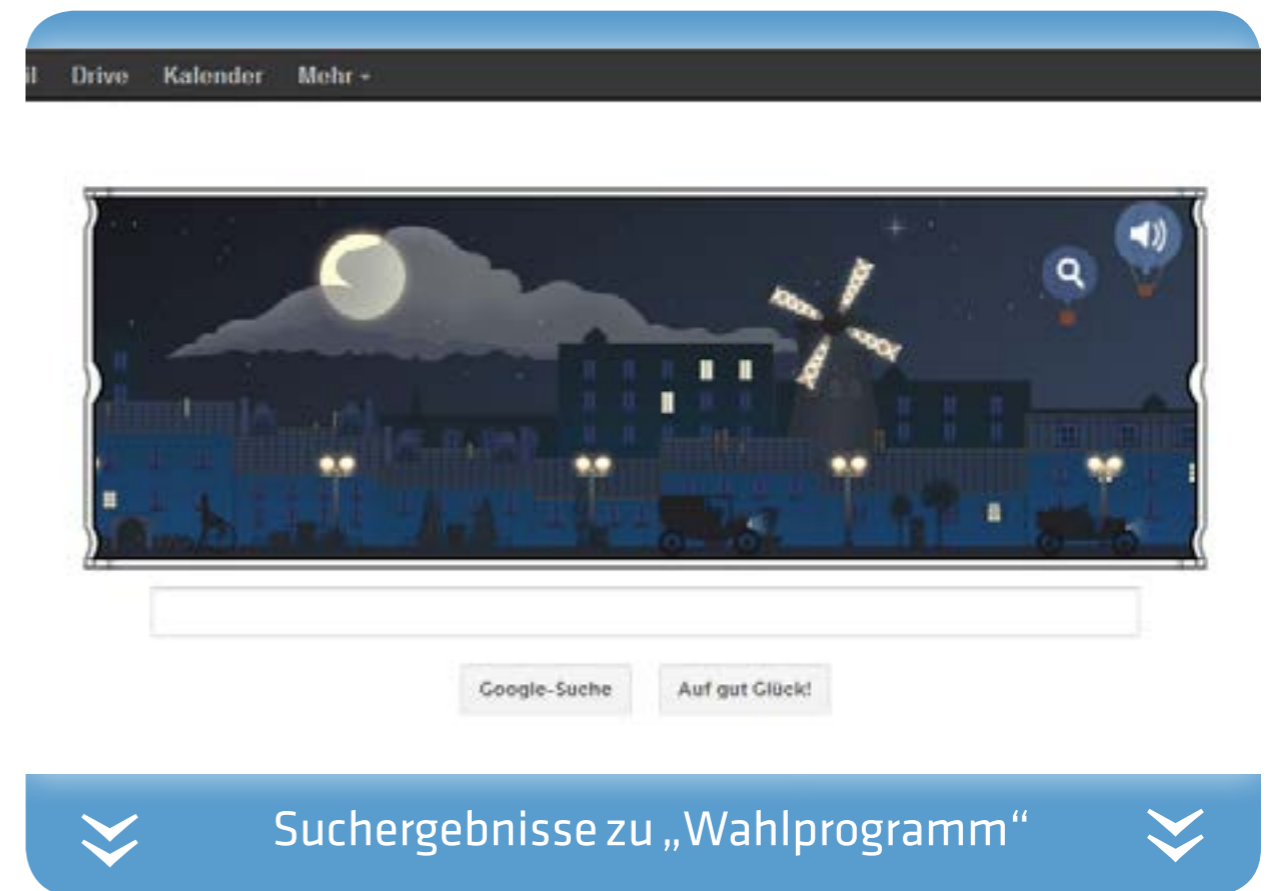 il Drive Kalender Mehr
Google-Suche Auf gut Glück!
Suchergebnisse zu „Wahlprogramm“